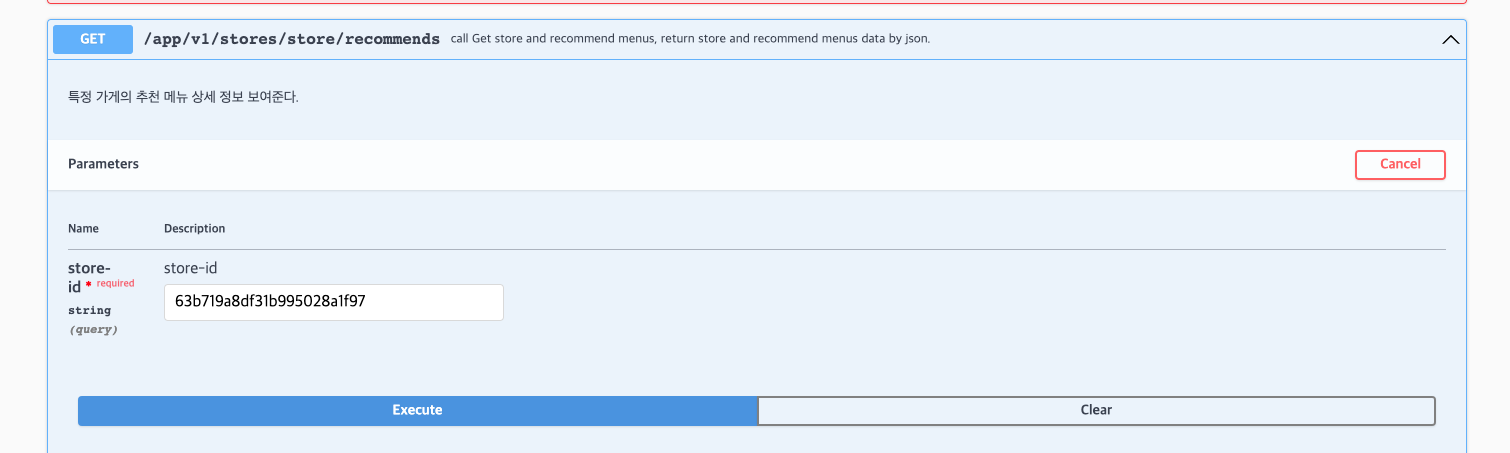 GET /app/v1/stores/store/recommends call Get store and recommend menus, return store and recommend menus data by json.
특정 가게의 추천 메뉴 상세 정보 보여준다.
Parameters Cancel
Name Description
store-id * required
string
(query)
store-id
63b719a8df31b995028a1f97
Execute Clear